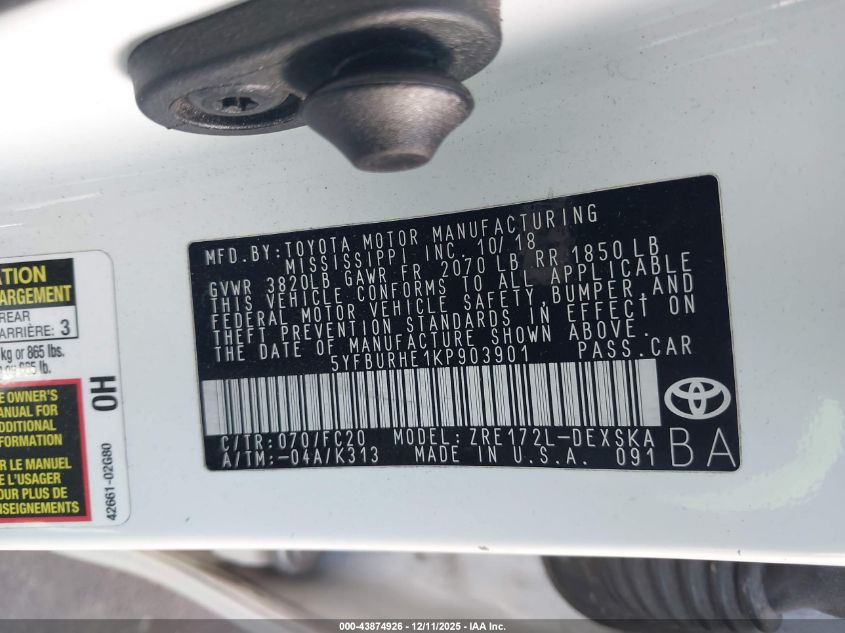 MFD.BY:TOYOTA MOTOR MANUFACTURING
MISSISSIPPI INC. 10/18
GVWR 3820LB GAWR FR 2070 LB RR 1850 LB
THIS VEHICLE CONFORMS TO ALL APPLICABLE
FEDERAL MOTOR VEHICLE SAFETY, BUMPER, AND
THEFT PREVENTION STANDARDS IN EFFECT ON
THE DATE OF MANUFACTURE SHOWN ABOVE.
5YFBURHE1KP903901 PASS.CAR
C/TR:070/FC20 MODEL:ZRE172L-DEXSKA
A/TM:-04A/K313 MADE IN U.S.A. 091
BA
ATION
ARGEMENT
REAR
ARRIÈRE: 3
kg or 865 lbs.
lb.
OWNER'S
ANUAL FOR
DDITIONAL
FORMATION
R LE MANUEL
L'USAGER
OUR PLUS DE
SEIGNEMENTS
0H
42661-02G80
000-43874926 - 12/11/2025 - IAA Inc.